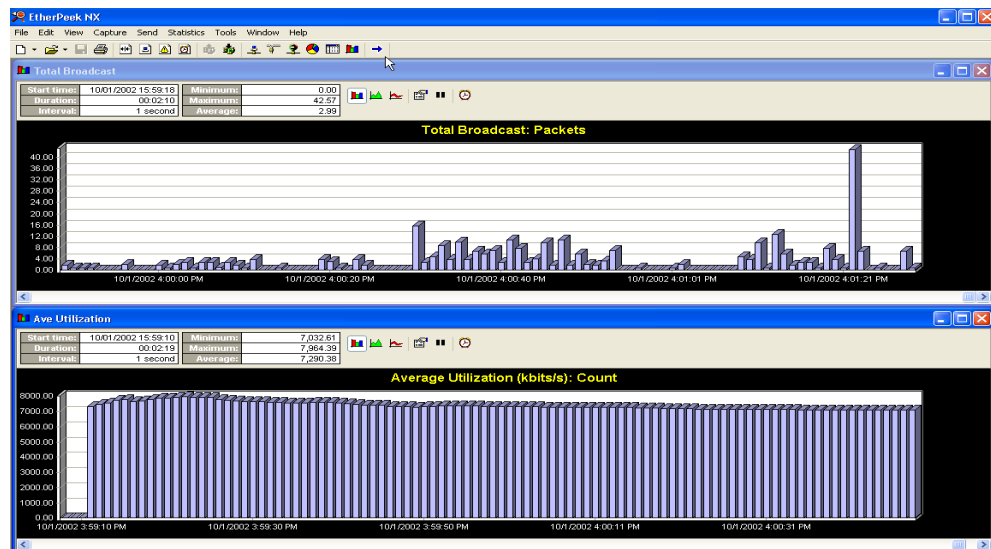 EtherPeek NX
File Edit View Capture Send Statistics Tools Window Help
Total Broadcast
Start time: 10/01/2002 15:59:18 Minimum: 0.00
Duration: 00:02:10 Maximum: 42.57
Interval: 1 second Average: 2.99
Total Broadcast: Packets
40.00
36.00
32.00
28.00
24.00
20.00
16.00
12.00
8.00
4.00
0.00
10/1/2002 4:00:00 PM 10/1/2002 4:00:20 PM 10/1/2002 4:00:40 PM 10/1/2002 4:01:01 PM 10/1/2002 4:01:21 PM
Ave Utilization
Start time: 10/01/2002 15:59:10 Minimum: 7,032.61
Duration: 00:02:19 Maximum: 7,964.39
Interval: 1 second Average: 7,290.38
Average Utilization (kbits/s): Count
8000.00
7000.00
6000.00
5000.00
4000.00
3000.00
2000.00
1000.00
0.00
10/1/2002 3:59:10 PM 10/1/2002 3:59:30 PM 10/1/2002 3:59:50 PM 10/1/2002 4:00:11 PM 10/1/2002 4:00:31 PM